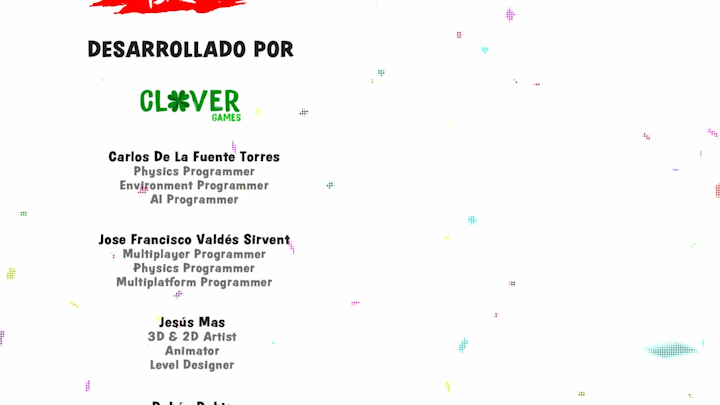 DESARROLLADO POR
CLOVER
GAMES
Carlos De La Fuente Torres
Physics Programmer
Environment Programmer
AI Programmer
Jose Francisco Valdés Sirvent
Multiplayer Programmer
Physics Programmer
Multiplatform Programmer
Jesús Mas
3D & 2D Artist
Animator
Level Designer